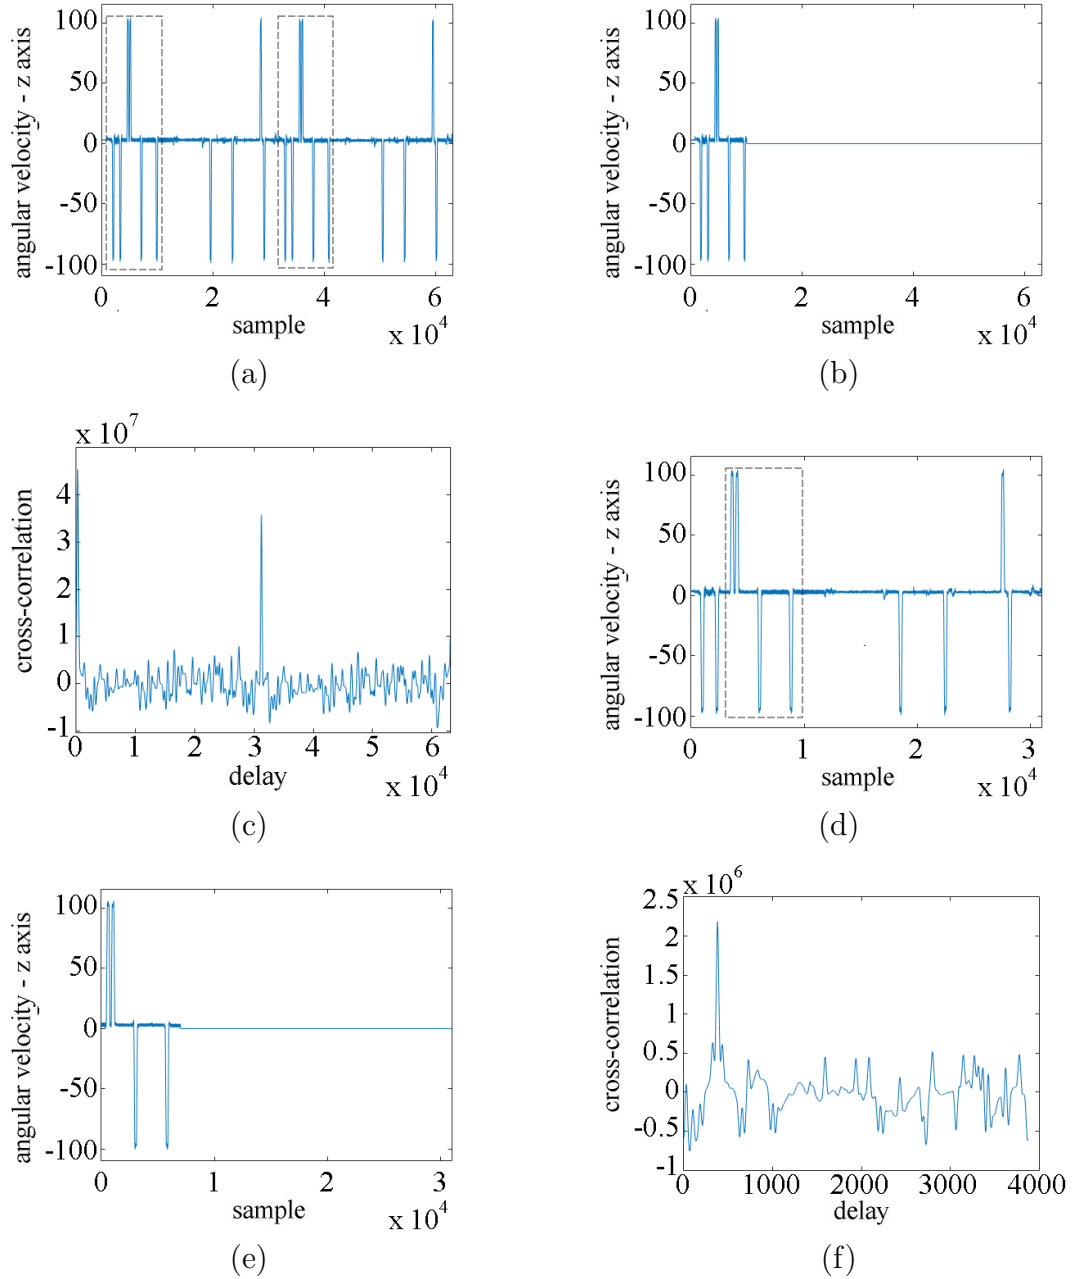 100
50
0
-50
-100
angular velocity - z axis
0 2 4 6
sample
x 10^4
(a)
100
50
0
-50
-100
angular velocity - z axis
0 2 4 6
sample
x 10^4
(b)
x 10^7
4
3
2
1
0
-1
cross-correlation
0 1 2 3 4 5 6
delay
x 10^4
(c)
100
50
0
-50
-100
angular velocity - z axis
0 1 2 3
sample
x 10^4
(d)
100
50
0
-50
-100
angular velocity - z axis
0 1 2 3
sample
x 10^4
(e)
x 10^6
2.5
2
1.5
1
0.5
0
-0.5
-1
cross-correlation
0 1000 2000 3000 4000
delay
(f)